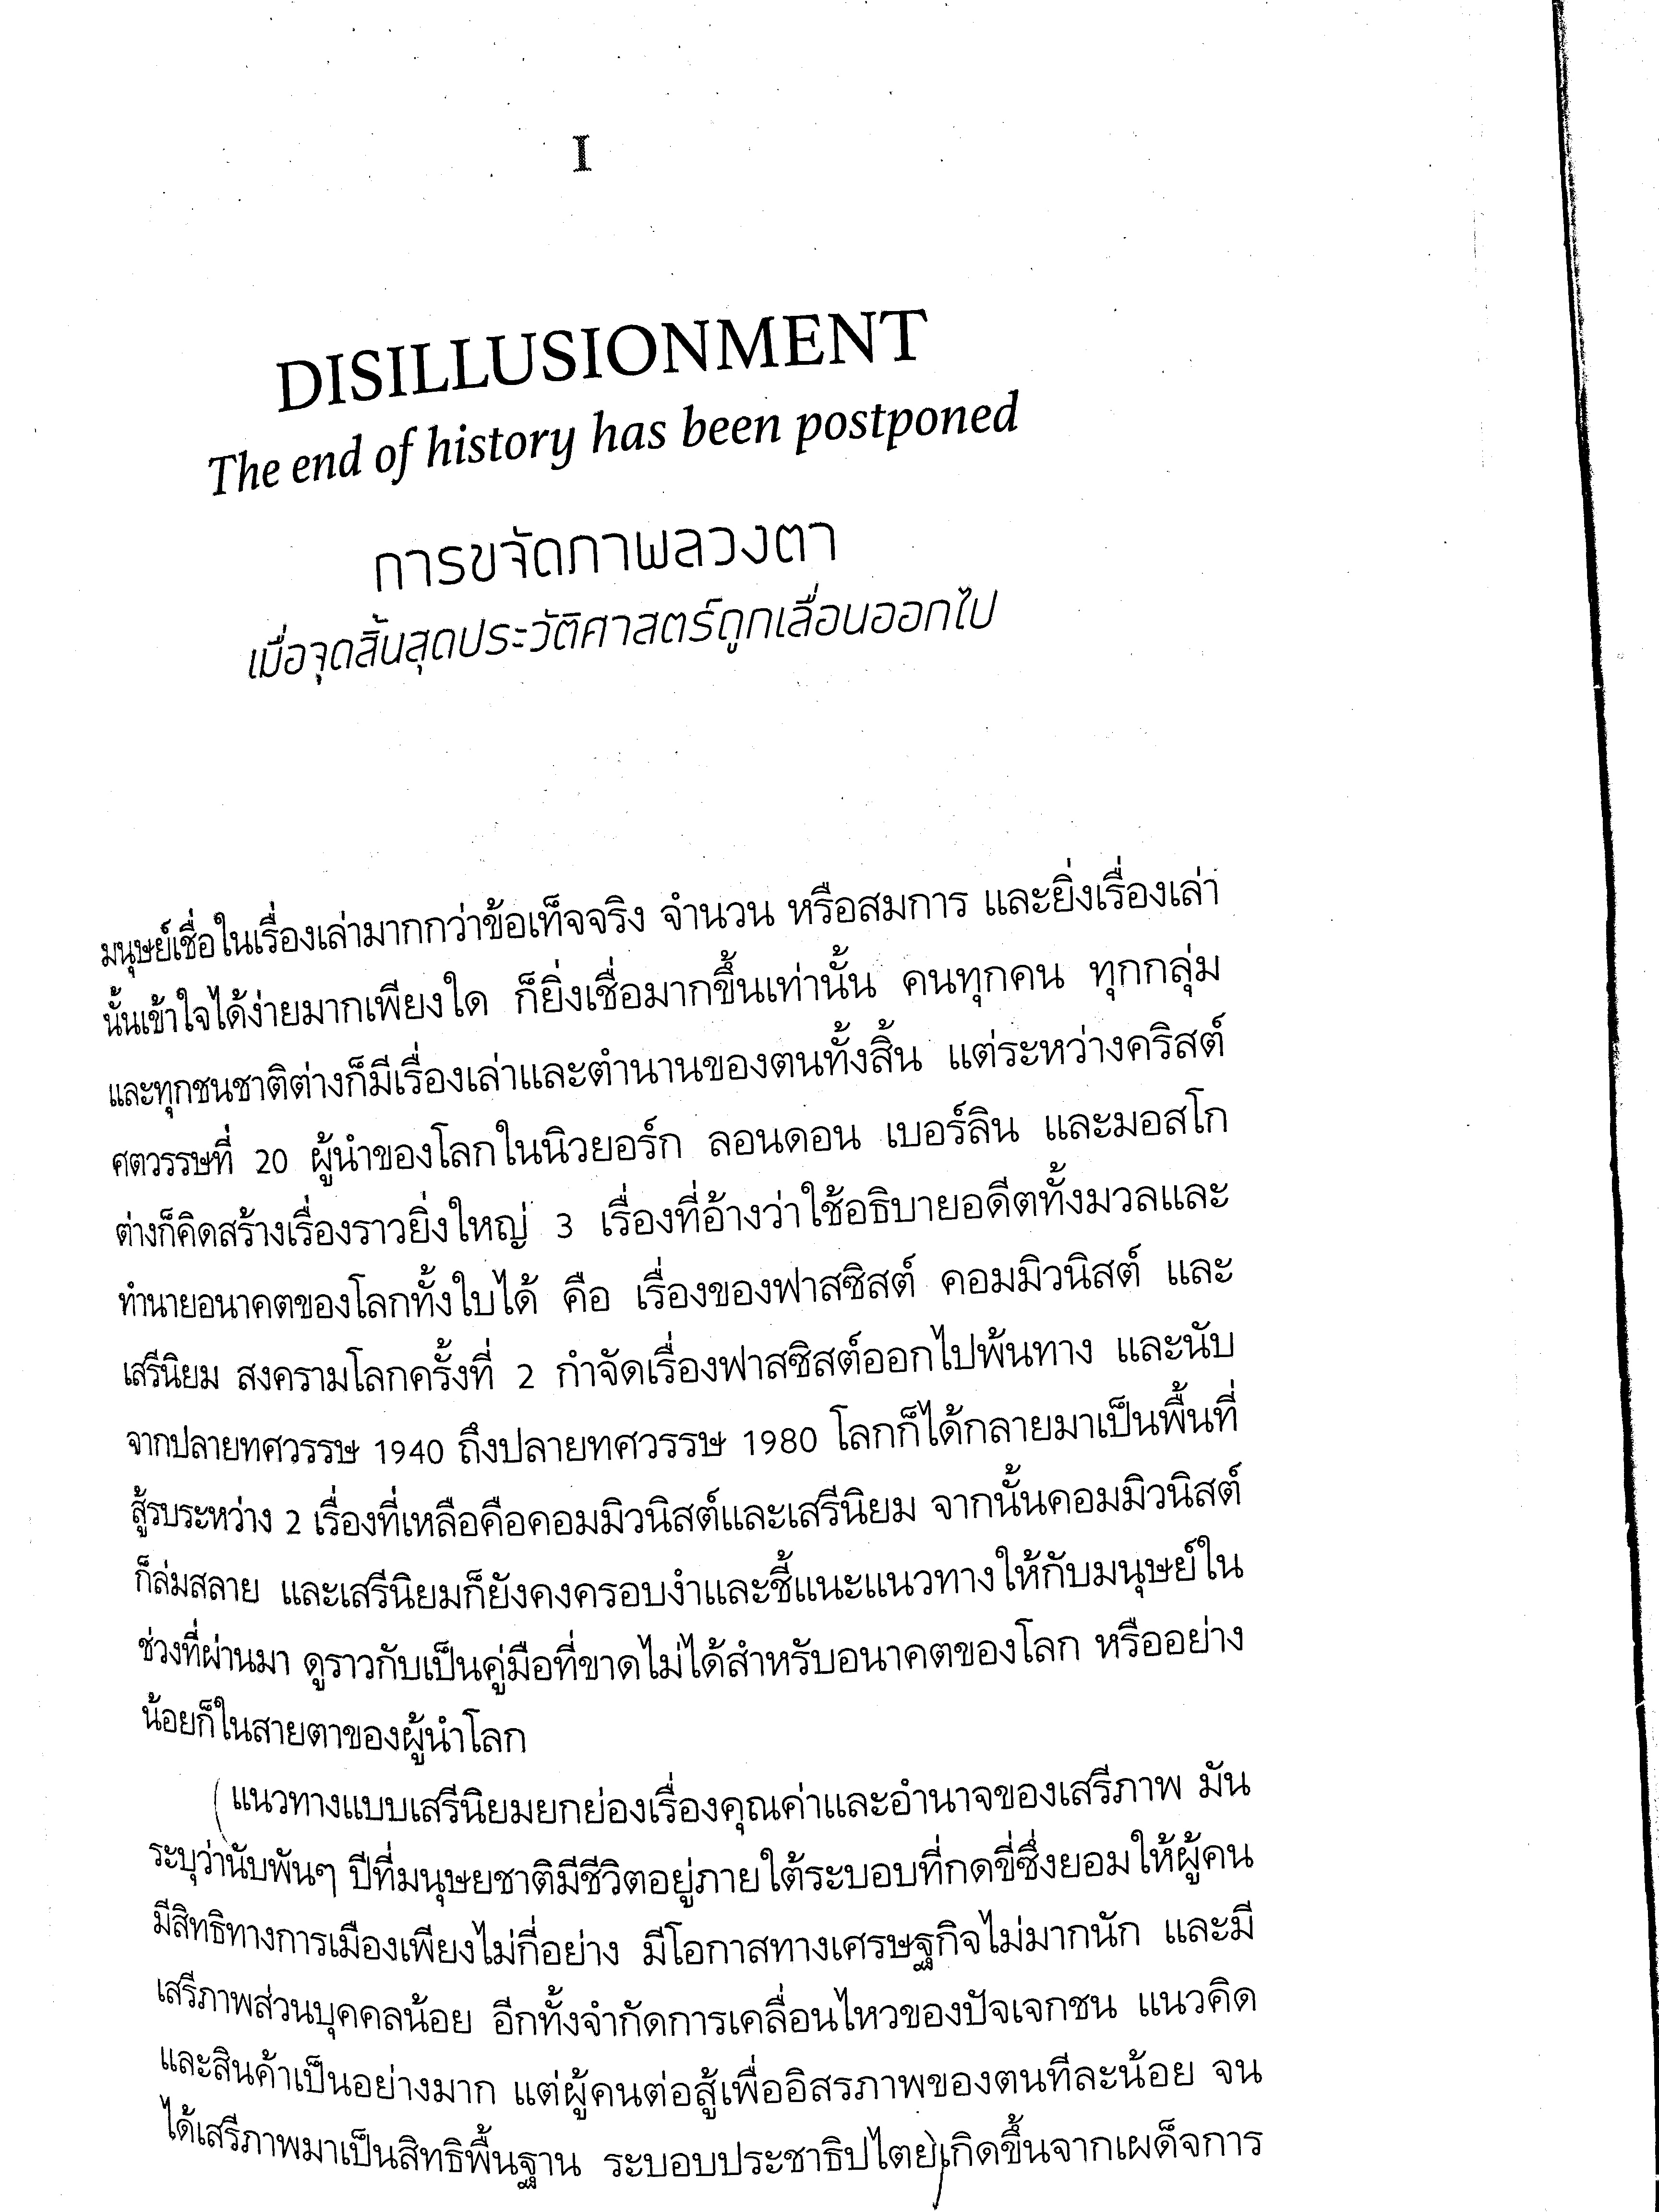 I
DISILLUSIONMENT
The end of history has been postponed
การขจัดภาพลวงตา
เมื่อจุดสิ้นสุดประวัติศาสตร์ถูกเลื่อนออกไป
มนุษย์เชื่อในเรื่องเล่ามากกว่าข้อเท็จจริง จำนวน หรือสมการ และยิ่งเรื่องเล่า
นั้นเข้าใจได้ง่ายมากเพียงใด ก็ยิ่งเชื่อมากขึ้นเท่านั้น คนทุกคน ทุกกลุ่ม
และทุกชนชาติต่างก็มีเรื่องเล่าและตำนานของตนทั้งสิ้น แต่ระหว่างคริสต์
ศตวรรษที่ 20 ผู้นำของโลกในนิวยอร์ก ลอนดอน เบอร์ลิน และมอสโก
ต่างก็คิดสร้างเรื่องราวยิ่งใหญ่ 3 เรื่องที่อ้างว่าใช้อธิบายอดีตทั้งมวลและ
ทำนายอนาคตของโลกทั้งใบได้ คือ เรื่องของฟาสซิสต์ คอมมิวนิสต์ และ
เสรีนิยม สงครามโลกครั้งที่ 2 กำจัดเรื่องฟาสซิสต์ออกไปพ้นทาง และนับ
จากปลายทศวรรษ 1940 ถึงปลายทศวรรษ 1980 โลกก็ได้กลายมาเป็นพื้นที่
สู้รบระหว่าง 2 เรื่องที่เหลือคือคอมมิวนิสต์และเสรีนิยม จากนั้นคอมมิวนิสต์
ก็ล่มสลาย และเสรีนิยมก็ยังคงครอบงำและชี้แนะแนวทางให้กับมนุษย์ใน
ช่วงที่ผ่านมา ดูราวกับเป็นคู่มือที่ขาดไม่ได้สำหรับอนาคตของโลก หรืออย่าง
น้อยก็ในสายตาของผู้นำโลก
แนวทางแบบเสรีนิยมยกย่องเรื่องคุณค่าและอำนาจของเสรีภาพ มัน
ระบุว่านับพันๆ ปีที่มนุษยชาติมีชีวิตอยู่ภายใต้ระบอบที่กดขี่ซึ่งยอมให้ผู้คน
มีสิทธิทางการเมืองเพียงไม่กี่อย่าง มีโอกาสทางเศรษฐกิจไม่มากนัก และมี
เสรีภาพส่วนบุคคลน้อย อีกทั้งจำกัดการเคลื่อนไหวของปัจเจกชน แนวคิด
และสินค้าเป็นอย่างมาก แต่ผู้คนต่อสู้เพื่ออิสรภาพของตนทีละน้อย จน
ได้เสรีภาพมาเป็นสิทธิพื้นฐาน ระบอบประชาธิปไตยเกิดขึ้นจากเผด็จการ